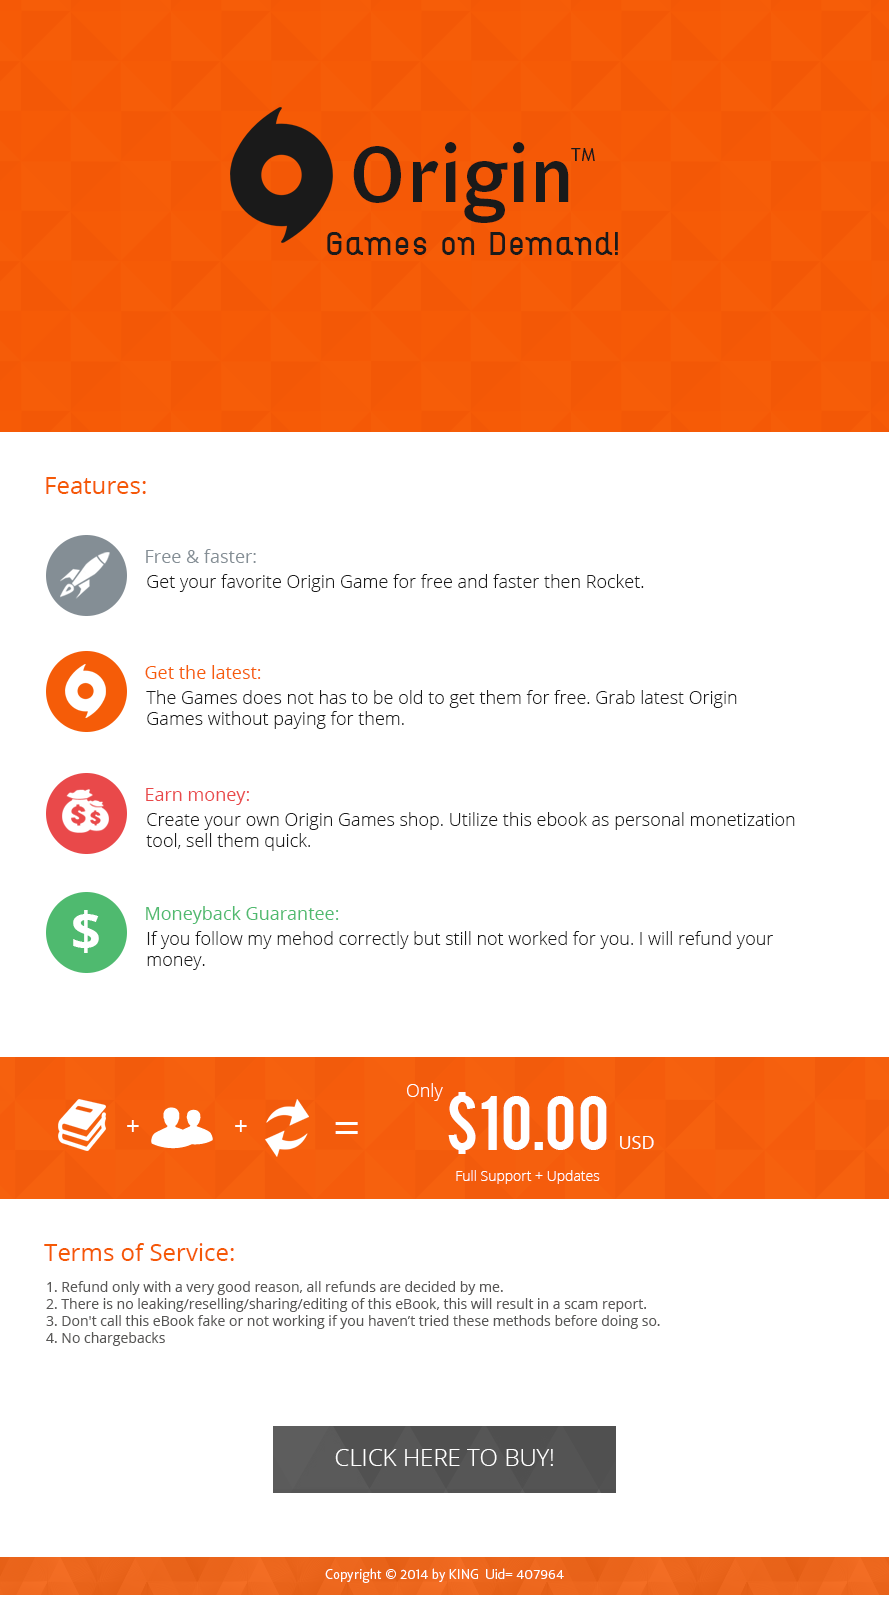 Origin™
Games on Demand!
Features:
Free & faster:
Get your favorite Origin Game for free and faster then Rocket.
Get the latest:
The Games does not has to be old to get them for free. Grab latest Origin
Games without paying for them.
Earn money:
Create your own Origin Games shop. Utilize this ebook as personal monetization
tool, sell them quick.
Moneyback Guarantee:
If you follow my mehod correctly but still not worked for you. I will refund your
money.
+ + = Only $10.00 USD
Full Support + Updates
Terms of Service:
1. Refund only with a very good reason, all refunds are decided by me.
2. There is no leaking/reselling/sharing/editing of this eBook, this will result in a scam report.
3. Don't call this eBook fake or not working if you haven’t tried these methods before doing so.
4. No chargebacks
CLICK HERE TO BUY!
Copyright © 2014 by KING Uid= 407964